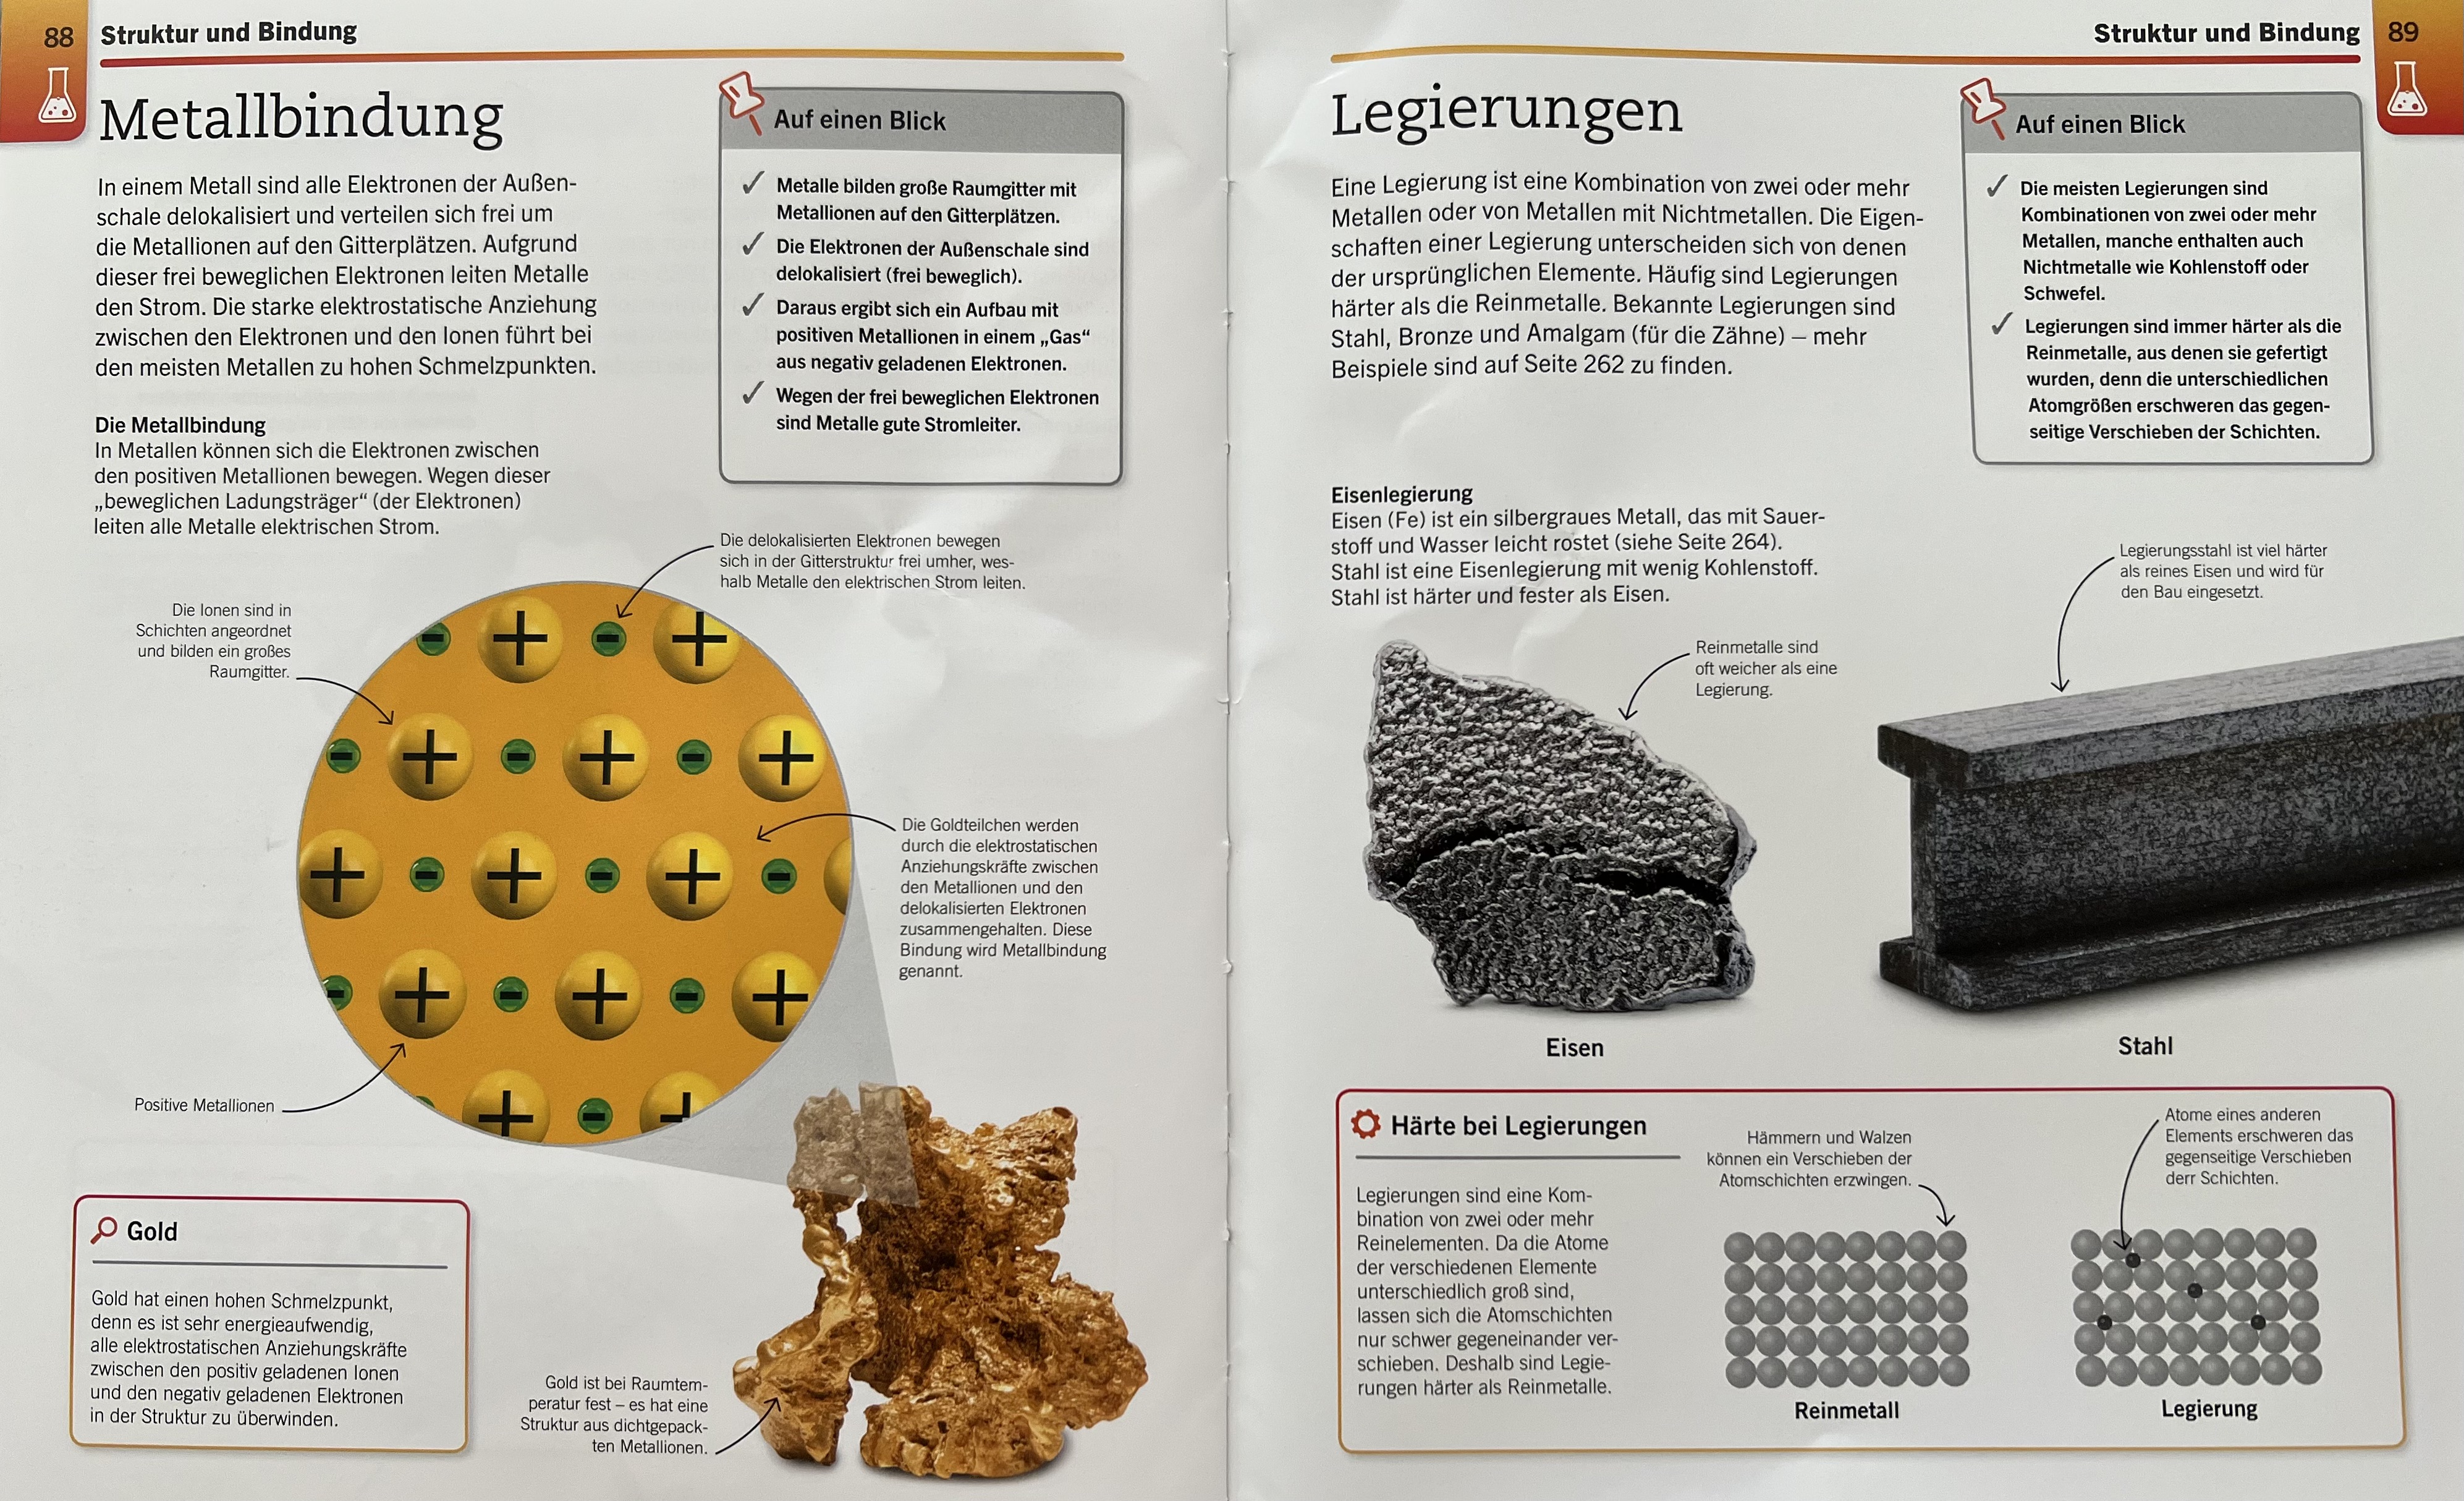 88
Struktur und Bindung
Metallbindung
In einem Metall sind alle Elektronen der Außen-
schale delokalisiert und verteilen sich frei um
die Metallionen auf den Gitterplätzen. Aufgrund
dieser frei beweglichen Elektronen leiten Metalle
den Strom. Die starke elektrostatische Anziehung
zwischen den Elektronen und den Ionen führt bei
den meisten Metallen zu hohen Schmelzpunkten.
Auf einen Blick
✓ Metalle bilden große Raumgitter mit
Metallionen auf den Gitterplätzen.
✓ Die Elektronen der Außenschale sind
delokalisiert (frei beweglich).
✓ Daraus ergibt sich ein Aufbau mit
positiven Metallionen in einem „Gas“
aus negativ geladenen Elektronen.
✓ Wegen der frei beweglichen Elektronen
sind Metalle gute Stromleiter.
Die Metallbindung
In Metallen können sich die Elektronen zwischen
den positiven Metallionen bewegen. Wegen dieser
„beweglichen Ladungsträger“ (der Elektronen)
leiten alle Metalle elektrischen Strom.
Die delokalisierten Elektronen bewegen
sich in der Gitterstruktur frei umher, wes-
halb Metalle den elektrischen Strom leiten.
Die Ionen sind in
Schichten angeordnet
und bilden ein großes
Raumgitter.
- + - +
- + - + - +
+ - + - + -
- + - + - +
+ - +
Die Goldteilchen werden
durch die elektrostatischen
Anziehungskräfte zwischen
den Metallionen und den
delokalisierten Elektronen
zusammengehalten. Diese
Bindung wird Metallbindung
genannt.
Positive Metallionen
Gold
Gold hat einen hohen Schmelzpunkt,
denn es ist sehr energieaufwendig,
alle elektrostatischen Anziehungskräfte
zwischen den positiv geladenen Ionen
und den negativ geladenen Elektronen
in der Struktur zu überwinden.
Gold ist bei Raumtem-
peratur fest – es hat eine
Struktur aus dichtgepack-
ten Metallionen.
Struktur und Bindung
89
Legierungen
Eine Legierung ist eine Kombination von zwei oder mehr
Metallen oder von Metallen mit Nichtmetallen. Die Eigen-
schaften einer Legierung unterscheiden sich von denen
der ursprünglichen Elemente. Häufig sind Legierungen
härter als die Reinmetalle. Bekannte Legierungen sind
Stahl, Bronze und Amalgam (für die Zähne) – mehr
Beispiele sind auf Seite 262 zu finden.
Auf einen Blick
✓ Die meisten Legierungen sind
Kombinationen von zwei oder mehr
Metallen, manche enthalten auch
Nichtmetalle wie Kohlenstoff oder
Schwefel.
✓ Legierungen sind immer härter als die
Reinmetalle, aus denen sie gefertigt
wurden, denn die unterschiedlichen
Atomgrößen erschweren das gegen-
seitige Verschieben der Schichten.
Eisenlegierung
Eisen (Fe) ist ein silbergraues Metall, das mit Sauer-
stoff und Wasser leicht rostet (siehe Seite 264).
Stahl ist eine Eisenlegierung mit wenig Kohlenstoff.
Stahl ist härter und fester als Eisen.
Reinmetalle sind
oft weicher als eine
Legierung.
Legierungsstahl ist viel härter
als reines Eisen und wird für
den Bau eingesetzt.
Eisen
Stahl
Härte bei Legierungen
Legierungen sind eine Kom-
bination von zwei oder mehr
Reinelementen. Da die Atome
der verschiedenen Elemente
unterschiedlich groß sind,
lassen sich die Atomschichten
nur schwer gegeneinander ver-
schieben. Deshalb sind Legie-
rungen härter als Reinmetalle.
Hämmern und Walzen
können ein Verschieben der
Atomschichten erzwingen.
Atome eines anderen
Elements erschweren das
gegenseitige Verschieben
derr Schichten.
Reinmetall
Legierung